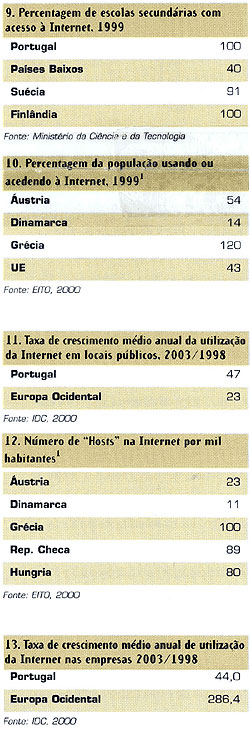 9. Percentagem de escolas secundárias com
acesso à Internet, 1999
Portugal 100
Países Baixos 40
Suécia 91
Finlândia 100
Fonte: Ministério da Ciência e da Tecnologia
10. Percentagem da população usando ou
acedendo à Internet, 1999¹
Áustria 54
Dinamarca 14
Grécia 120
UE 43
Fonte: EITO, 2000
11. Taxa de crescimento médio anual da utilização
da Internet em locais públicos, 2003/1998
Portugal 47
Europa Ocidental 23
Fonte: IDC, 2000
12. Número de "Hosts" na Internet por mil
habitantes¹
Áustria 23
Dinamarca 11
Grécia 100
Rep. Checa 89
Hungria 80
Fonte: EITO, 2000
13. Taxa de crescimento médio anual de utilização
da Internet nas empresas 2003/1998
Portugal 44,0
Europa Ocidental 286,4
Fonte: IDC, 2000